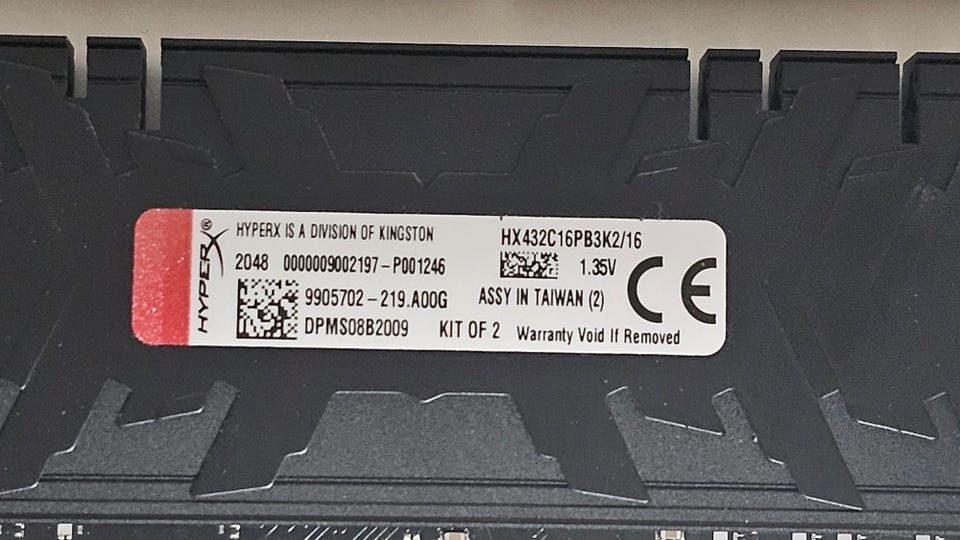 HYPERX®
HYPERX IS A DIVISION OF KINGSTON
2048 0000009002197-P001246
9905702-219.A00G
DPMS08B2009
KIT OF 2
HX432C16PB3K2/16
1.35V
ASSY IN TAIWAN (2)
CE
Warranty Void If Removed